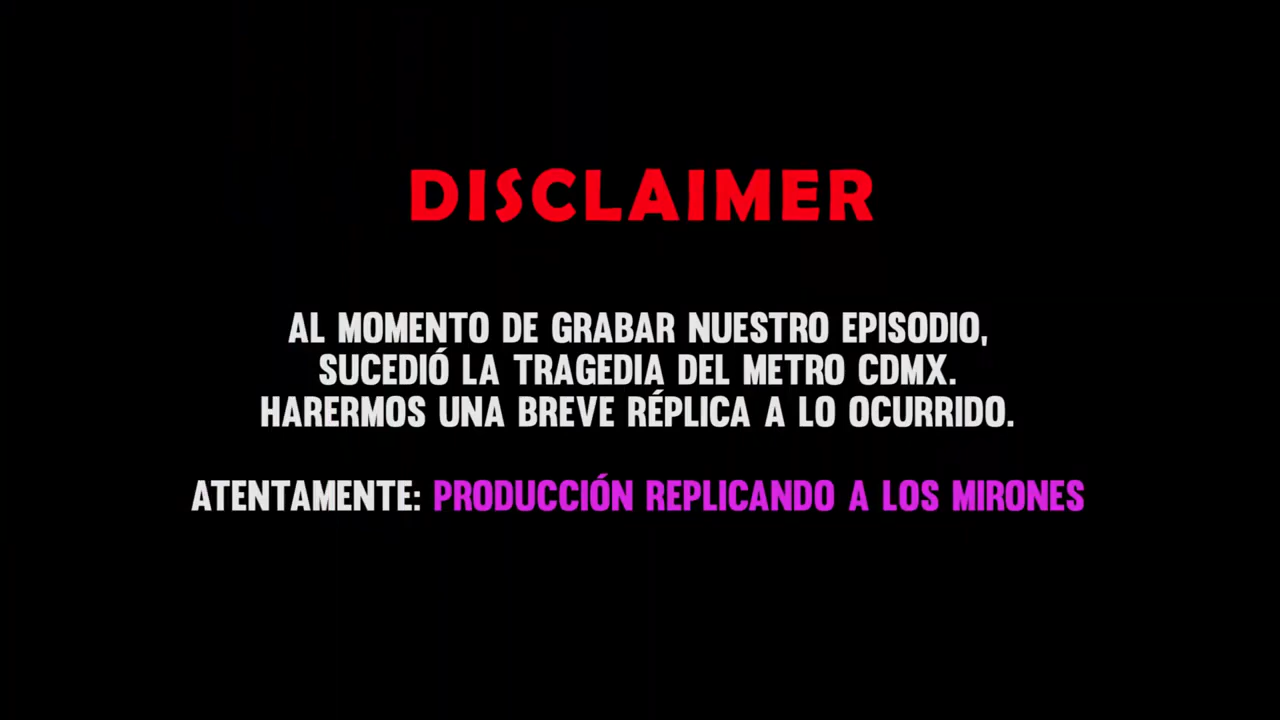 DISCLAIMER
AL MOMENTO DE GRABAR NUESTRO EPISODIO,
SUCEDIÓ LA TRAGEDIA DEL METRO CDMX.
HARERMOS UNA BREVE RÉPLICA A LO OCURRIDO.
ATENTAMENTE: PRODUCCIÓN REPLICANDO A LOS MIRONES